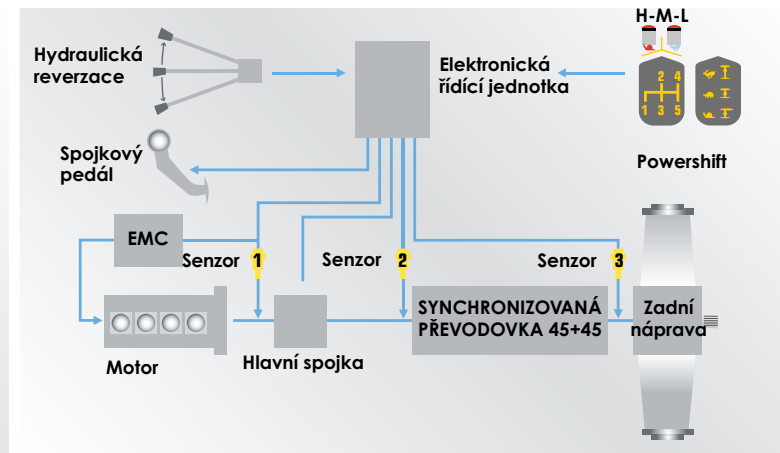 H-M-L
Hydraulická
reverzace
Elektronická
řídící jednotka
2 4
1 3 5
Spojkový
pedál
Powershift
EMC
Senzor 1
Senzor 2
Senzor 3
SYNCHRONIZOVANÁ
PŘEVODOVKA 45+45
Zadní
náprava
Motor
Hlavní spojka